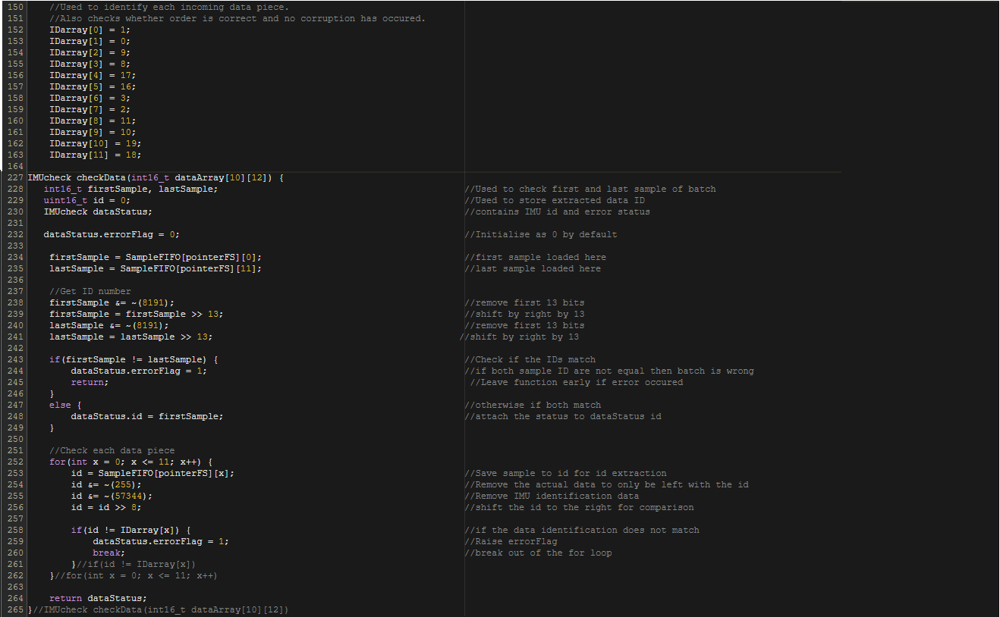 150 //Used to identify each incoming data piece.
151 //Also checks whether order is correct and no corruption has occured.
152 IDarray[0] = 1;
153 IDarray[1] = 0;
154 IDarray[2] = 9;
155 IDarray[3] = 8;
156 IDarray[4] = 17;
157 IDarray[5] = 16;
158 IDarray[6] = 3;
159 IDarray[7] = 2;
160 IDarray[8] = 11;
161 IDarray[9] = 10;
162 IDarray[10] = 19;
163 IDarray[11] = 18;
164
227 IMUcheck checkData(int16_t dataArray[10][12]) {
228 int16_t firstSample, lastSample; //Used to check first and last sample of batch
229 uint16_t id = 0; //Used to store extracted data ID
230 IMUcheck dataStatus; //contains IMU id and error status
231
232 dataStatus.errorFlag = 0; //Initialise as 0 by default
233
234 firstSample = SampleFIFO[pointerFS][0]; //first sample loaded here
235 lastSample = SampleFIFO[pointerFS][11]; //last sample loaded here
236
237 //Get ID number
238 firstSample &= ~(8191); //remove first 13 bits
239 firstSample = firstSample >> 13; //shift by right by 13
240 lastSample &= ~(8191); //remove first 13 bits
241 lastSample = lastSample >> 13; //shift by right by 13
242
243 if(firstSample != lastSample) { //Check if the IDs match
244 dataStatus.errorFlag = 1; //if both sample ID are not equal then batch is wrong
245 return; //Leave function early if error occured
246 }
247 else { //otherwise if both match
248 dataStatus.id = firstSample; //attach the status to dataStatus id
249 }
250
251 //Check each data piece
252 for(int x = 0; x <= 11; x++) {
253 id = SampleFIFO[pointerFS][x]; //Save sample to id for id extraction
254 id &= ~(255); //Remove the actual data to only be left with the id
255 id &= ~(57344); //Remove IMU identification data
256 id = id >> 8; //shift the id to the right for comparison
257
258 if(id != IDarray[x]) { //if the data identification does not match
259 dataStatus.errorFlag = 1; //Raise errorFlag
260 break; //break out of the for loop
261 }//if(id != IDarray[x])
262 }//for(int x = 0; x <= 11; x++)
263
264 return dataStatus;
265 }//IMUcheck checkData(int16_t dataArray[10][12])